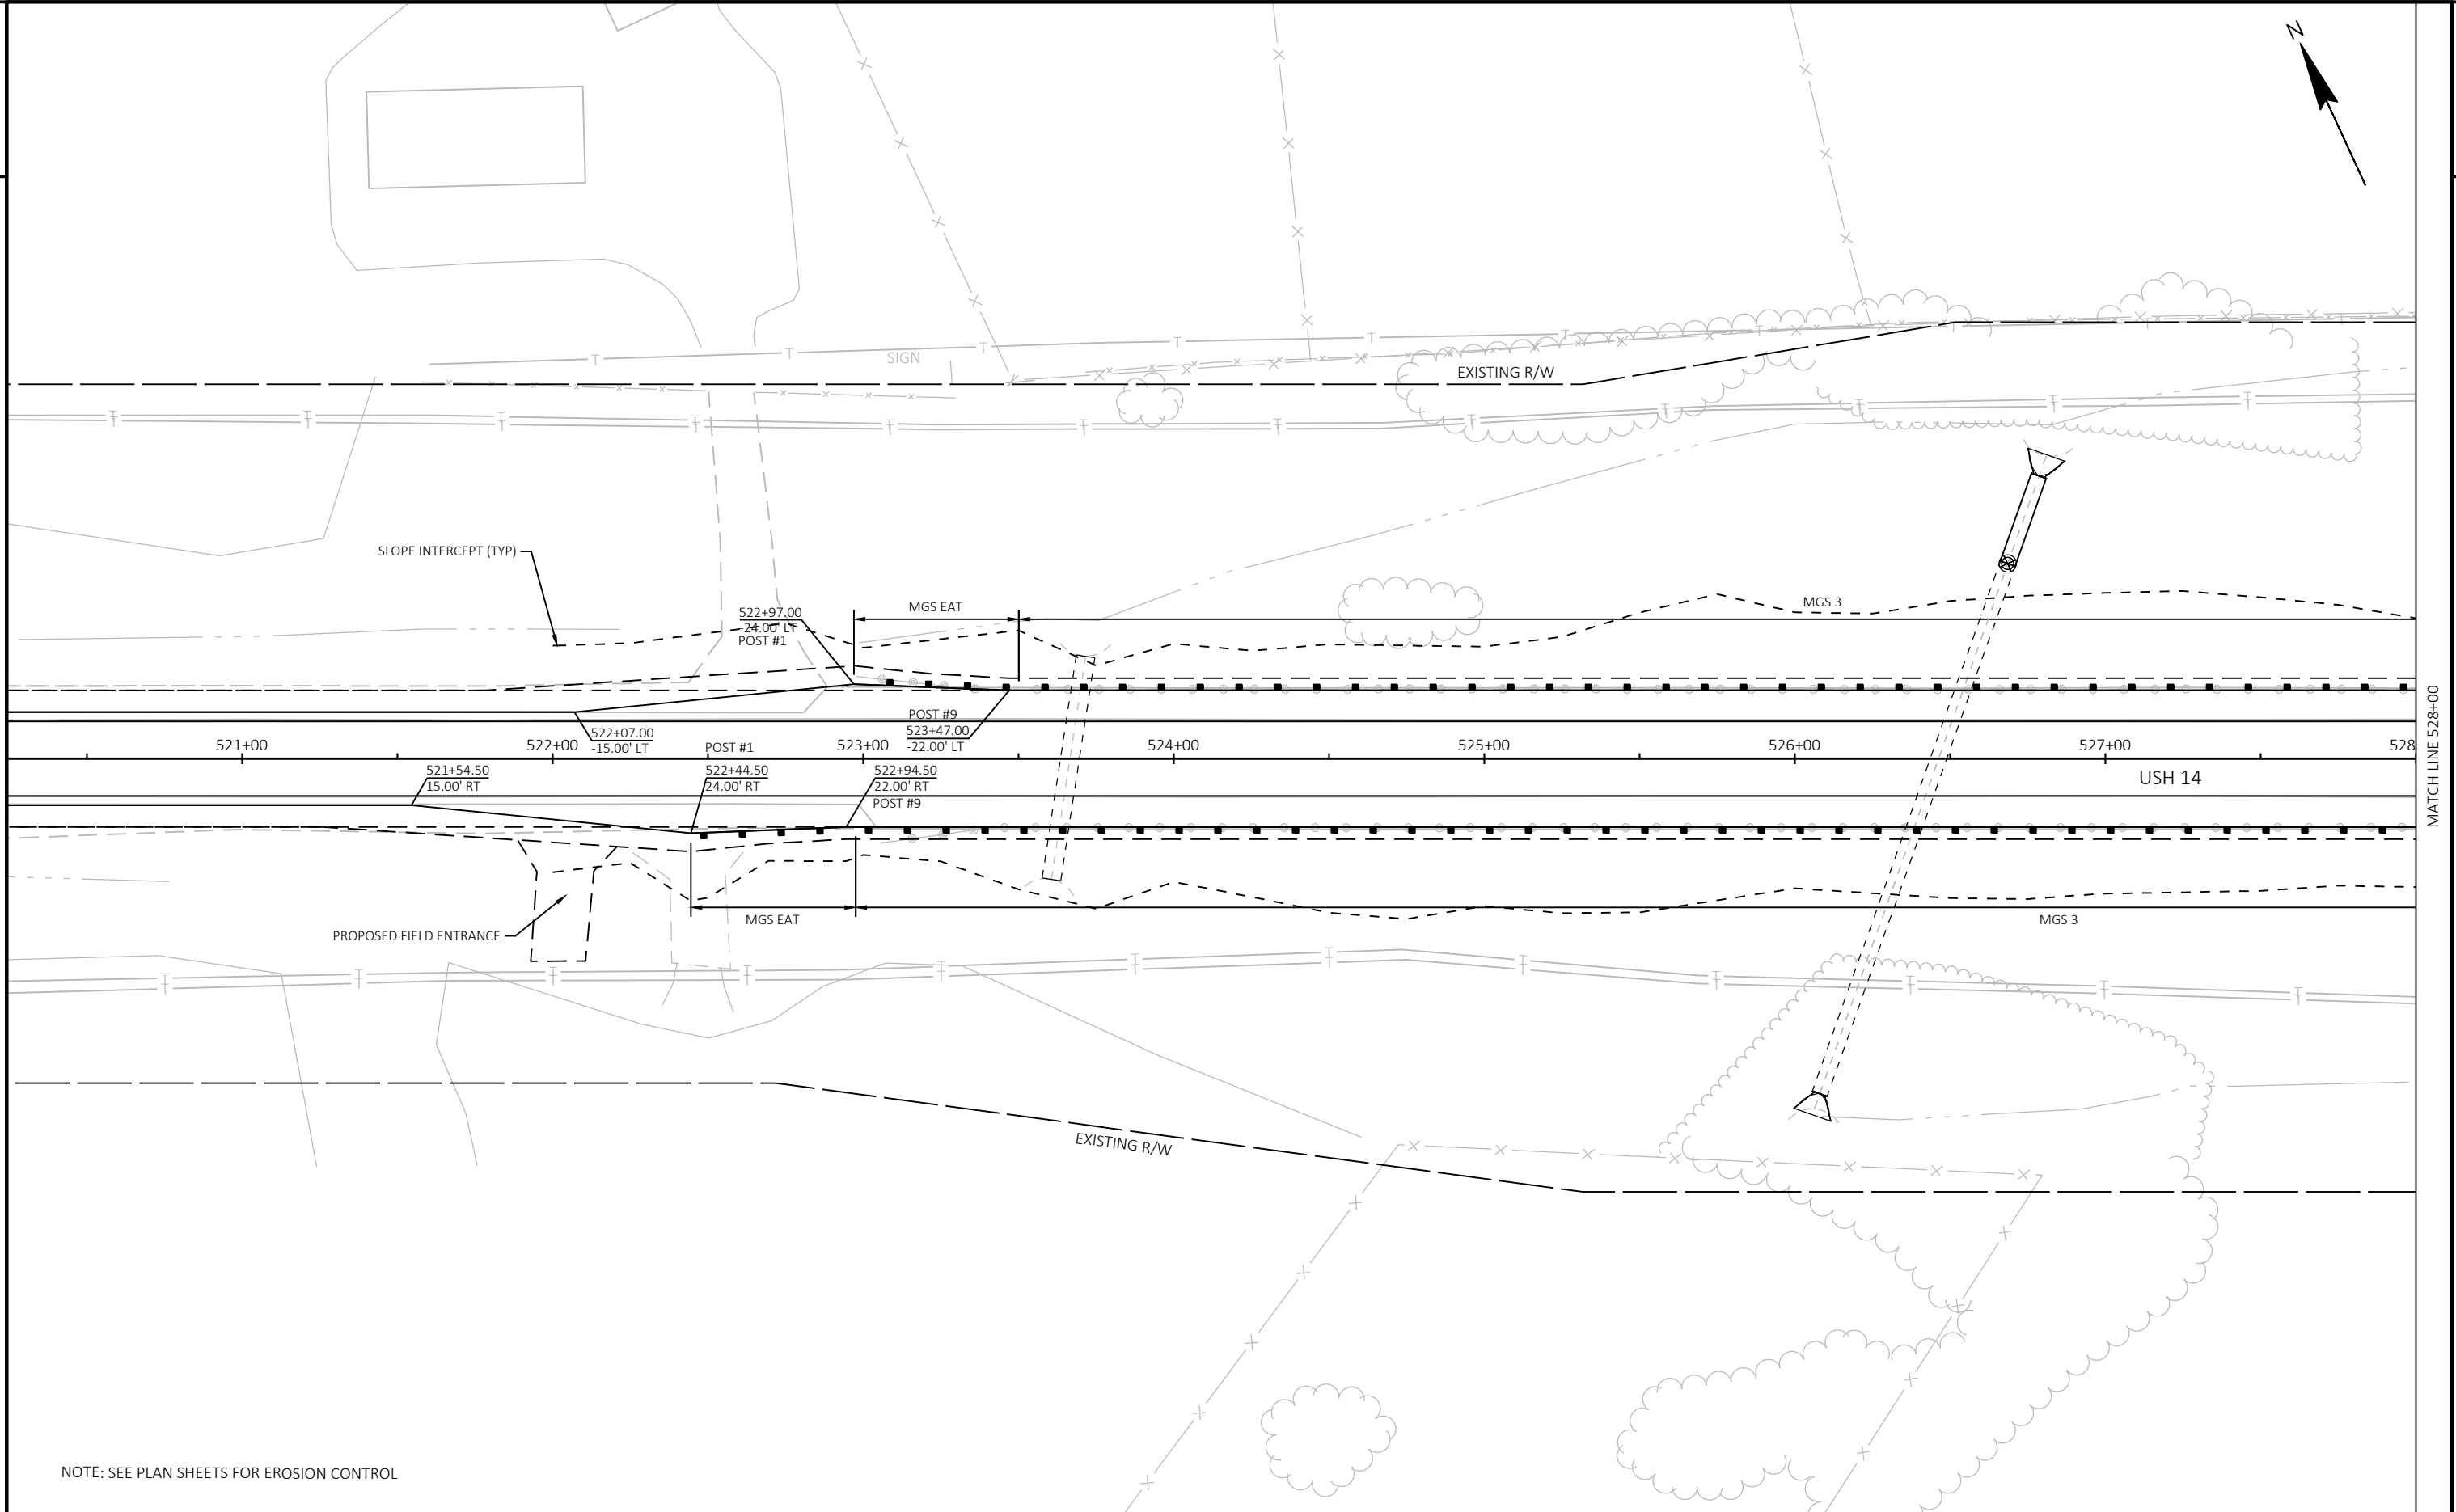 N
SIGN
EXISTING R/W
SLOPE INTERCEPT (TYP)
522+97.00
-24.00' LT
POST #1
MGS EAT
MGS 3
POST #9
523+47.00
-22.00' LT
522+07.00
-15.00' LT
POST #1
521+00
522+00
523+00
524+00
525+00
526+00
527+00
528
MATCH LINE 528+00
USH 14
521+54.50
15.00' RT
522+44.50
24.00' RT
522+94.50
22.00' RT
POST #9
MGS EAT
MGS 3
PROPOSED FIELD ENTRANCE
EXISTING R/W
NOTE: SEE PLAN SHEETS FOR EROSION CONTROL